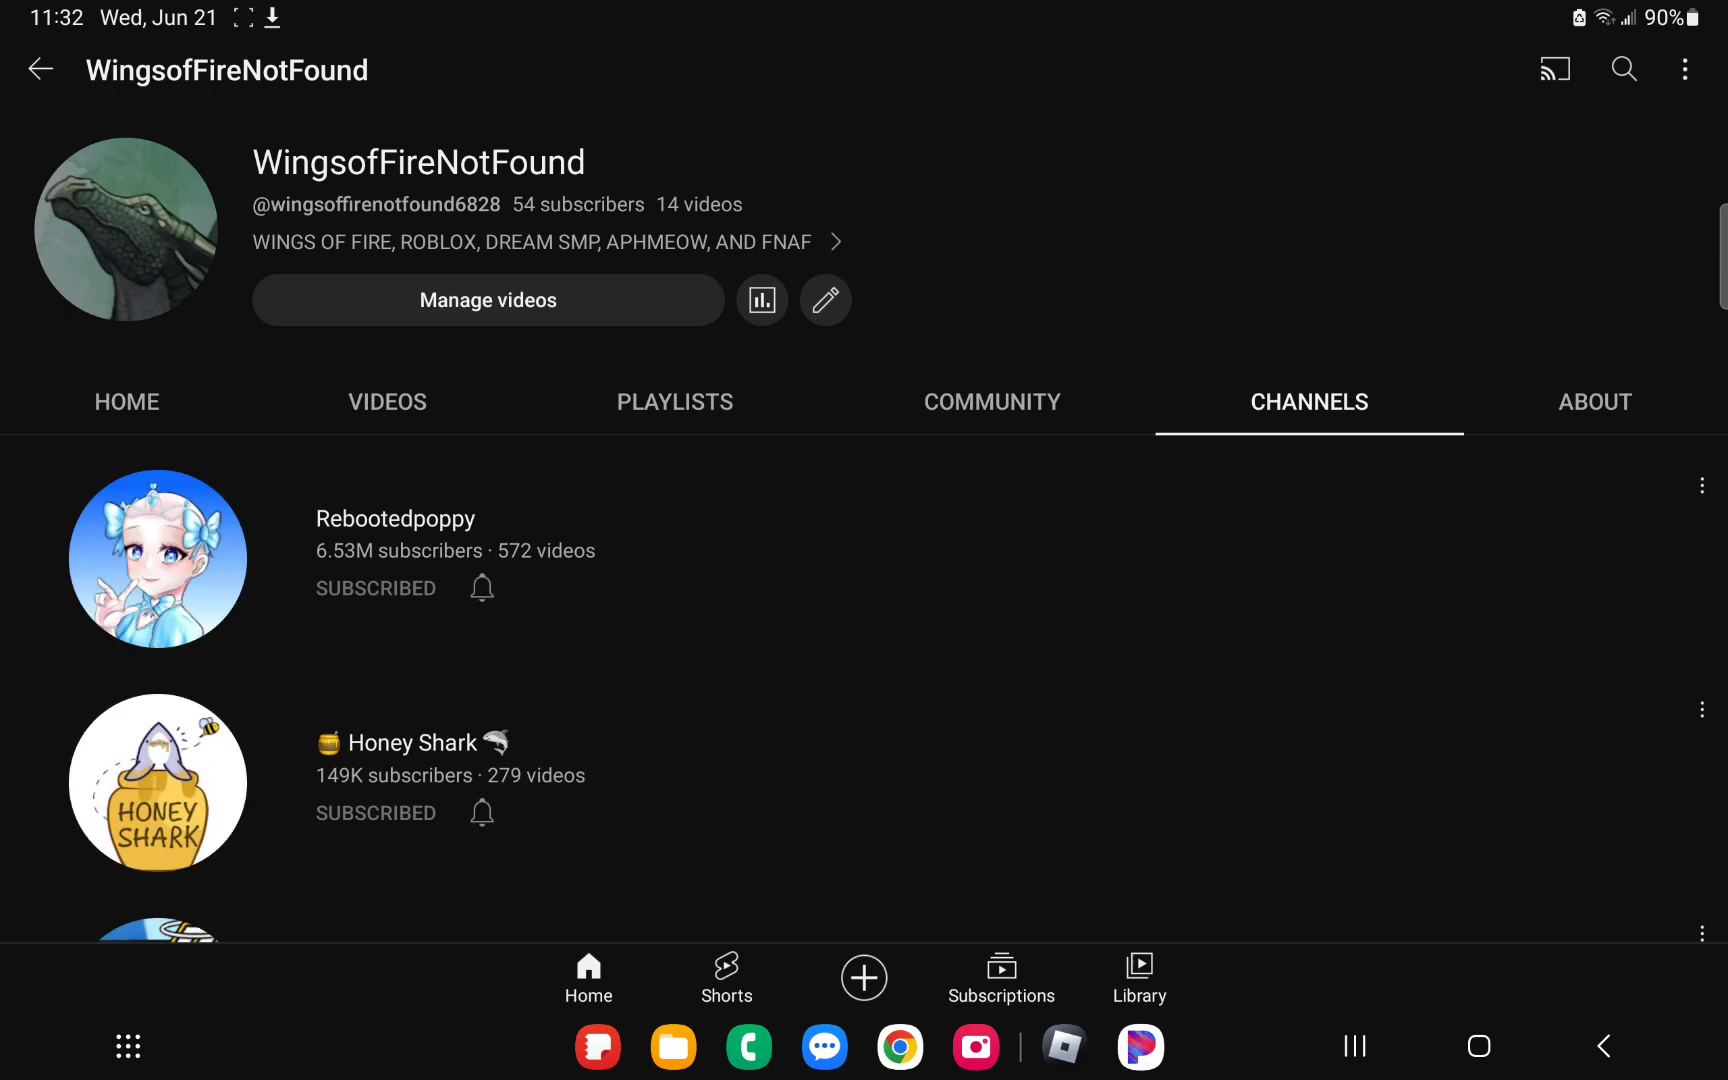 11:32 Wed, Jun 21 90%
WingsofFireNotFound
WingsofFireNotFound
@wingsoffirenotfound6828 54 subscribers 14 videos
WINGS OF FIRE, ROBLOX, DREAM SMP, APHMEOW, AND FNAF
Manage videos
HOME VIDEOS PLAYLISTS COMMUNITY CHANNELS ABOUT
Rebootedpoppy
6.53M subscribers · 572 videos
SUBSCRIBED
🍯 Honey Shark 🦈
149K subscribers · 279 videos
SUBSCRIBED
HONEY
SHARK
Home Shorts Subscriptions Library